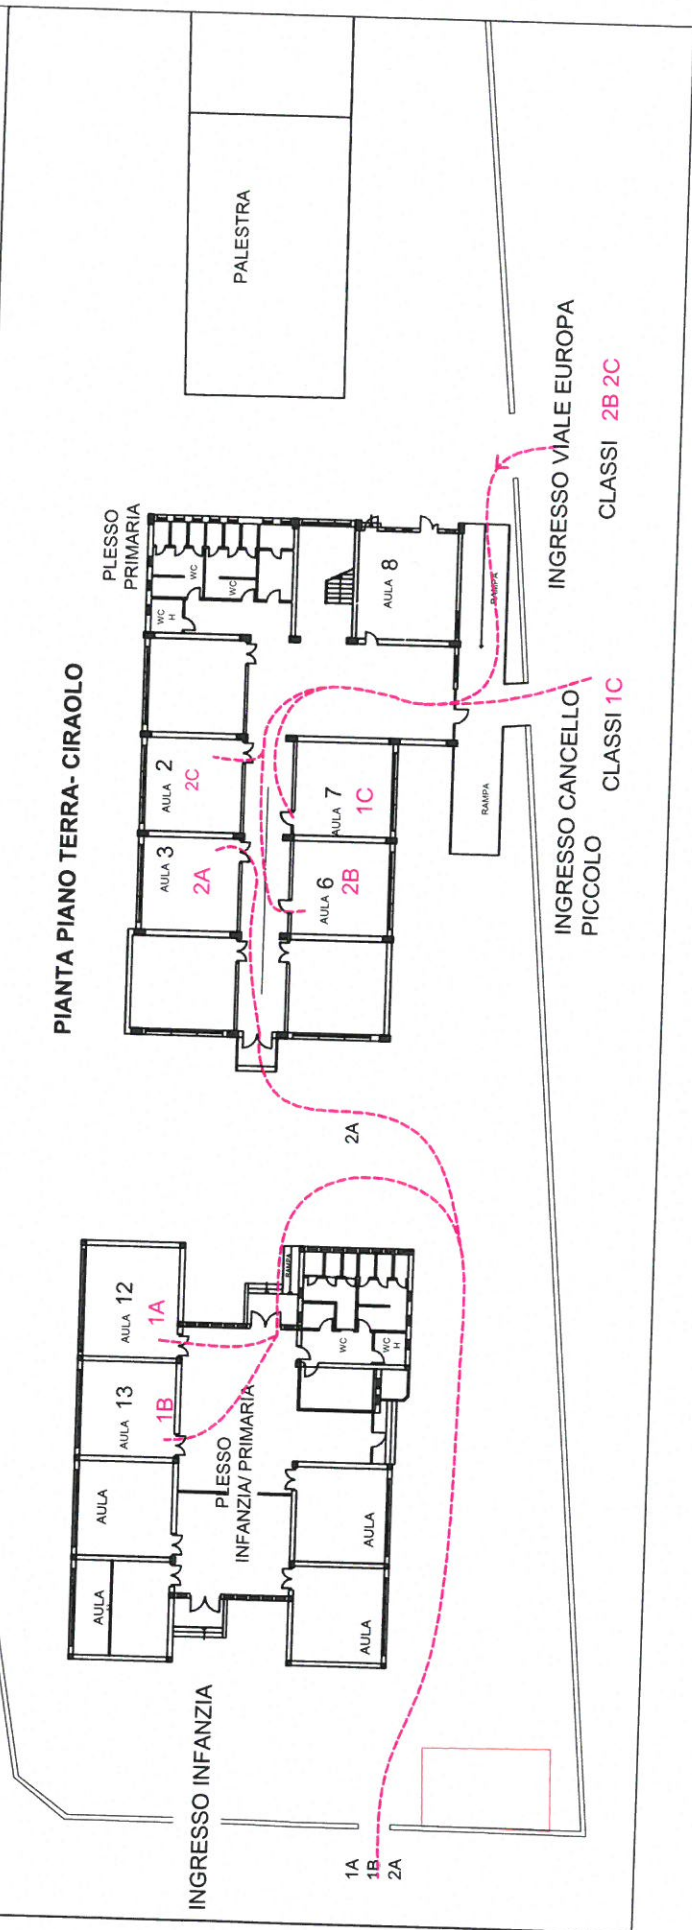 PIANTA PIANO TERRA- CIRAOLO
INGRESSO INFANZIA
1A
1B
2A
AULA
AULA
AULA 13
1B
AULA 12
1A
PLESSO
INFANZIA/ PRIMARIA
AULA
AULA
WC
WC
H
RAMPA
2A
AULA 3
2A
AULA 2
2C
AULA 6
2B
AULA 7
1C
PLESSO
PRIMARIA
WC
H
WC
WC
AULA 8
RAMPA
RAMPA
INGRESSO CANCELLO
PICCOLO
CLASSI 1C
INGRESSO VIALE EUROPA
CLASSI 2B 2C
PALESTRA